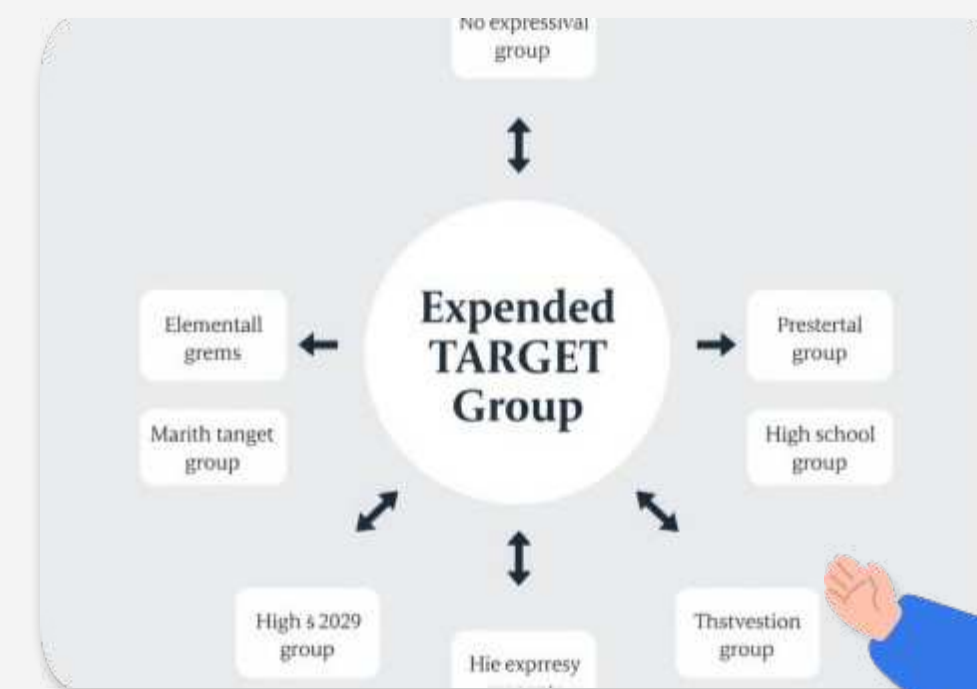 No expressival
group
Expended
TARGET
Group
Elementall
grems
Marith tanget
group
Prestertal
group
High school
group
High s 2029
group
Hie exprresy
Thstvestion
group